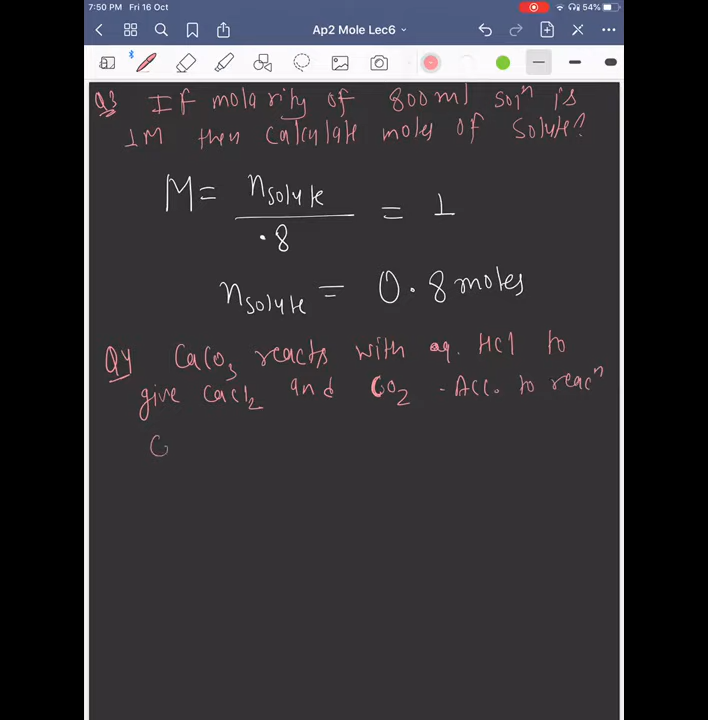 7:50 PM Fri 16 Oct
54%
Ap2 Mole Lec6
Q3 If molarity of 800ml solⁿ is
1M then calculate moles of solute?
M = n solute / .8 = 1
n solute = 0.8 moles
Q4 CaCO₃ reacts with aq. HCl to
give CaCl₂ and CO₂ . Acc. to reacⁿ
C